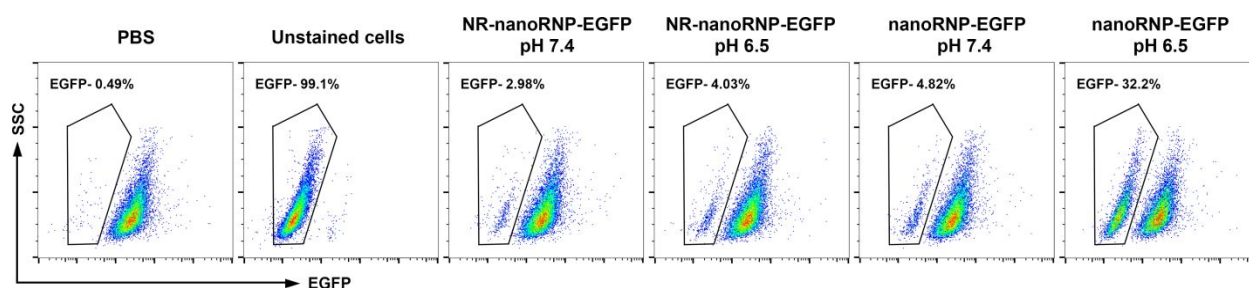 PBS
Unstained cells
NR-nanoRNP-EGFP
pH 7.4
NR-nanoRNP-EGFP
pH 6.5
nanoRNP-EGFP
pH 7.4
nanoRNP-EGFP
pH 6.5
EGFP- 0.49%
EGFP- 99.1%
EGFP- 2.98%
EGFP- 4.03%
EGFP- 4.82%
EGFP- 32.2%
SSC
EGFP